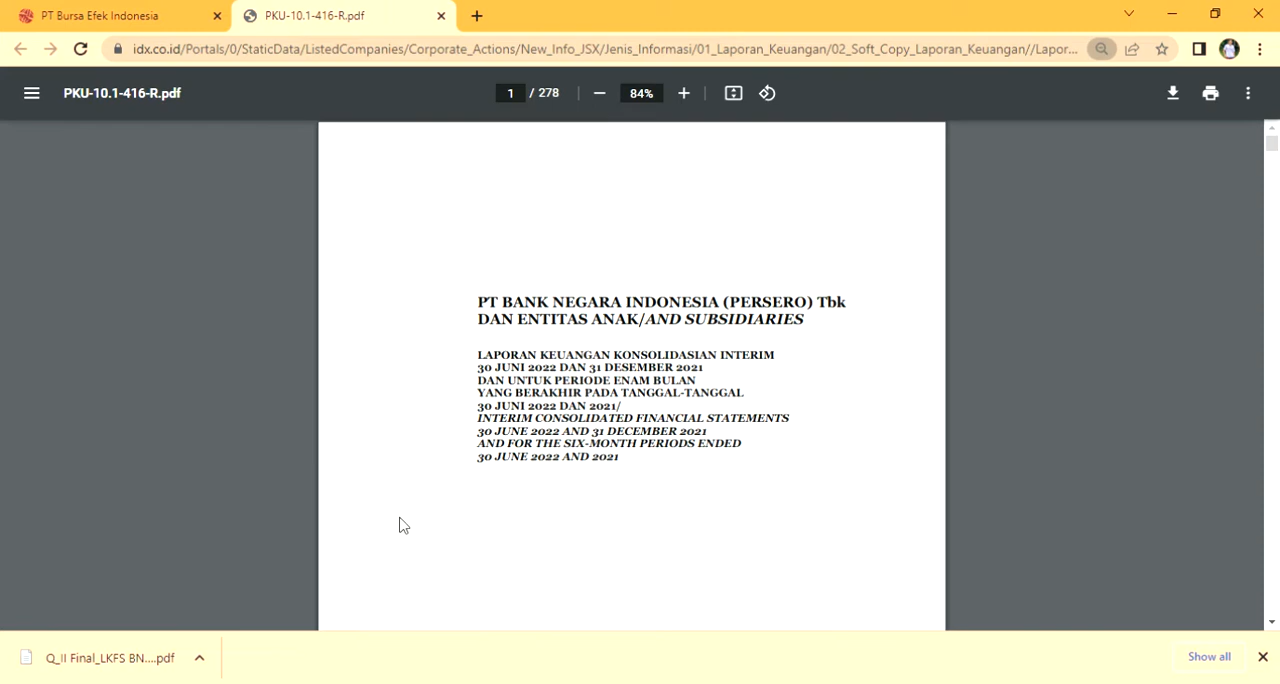 PT Bursa Efek Indonesia
PKU-10.1-416-R.pdf
idx.co.id/Portals/0/StaticData/ListedCompanies/Corporate_Actions/New_Info_JSX/Jenis_Informasi/01_Laporan_Keuangan/02_Soft_Copy_Laporan_Keuangan//Lapor...
PKU-10.1-416-R.pdf
1 / 278
84%
PT BANK NEGARA INDONESIA (PERSERO) Tbk
DAN ENTITAS ANAK/AND SUBSIDIARIES
LAPORAN KEUANGAN KONSOLIDASIAN INTERIM
30 JUNI 2022 DAN 31 DESEMBER 2021
DAN UNTUK PERIODE ENAM BULAN
YANG BERAKHIR PADA TANGGAL-TANGGAL
30 JUNI 2022 DAN 2021/
INTERIM CONSOLIDATED FINANCIAL STATEMENTS
30 JUNE 2022 AND 31 DECEMBER 2021
AND FOR THE SIX-MONTH PERIODS ENDED
30 JUNE 2022 AND 2021
Q_II Final_LKFS BN....pdf
Show all